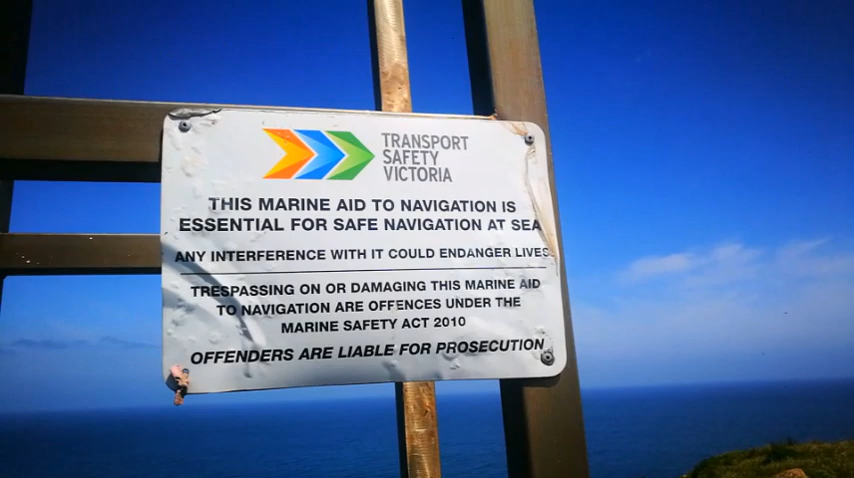 TRANSPORT
SAFETY
VICTORIA
THIS MARINE AID TO NAVIGATION IS
ESSENTIAL FOR SAFE NAVIGATION AT SEA
ANY INTERFERENCE WITH IT COULD ENDANGER LIVES
TRESPASSING ON OR DAMAGING THIS MARINE AID
TO NAVIGATION ARE OFFENCES UNDER THE
MARINE SAFETY ACT 2010
OFFENDERS ARE LIABLE FOR PROSECUTION